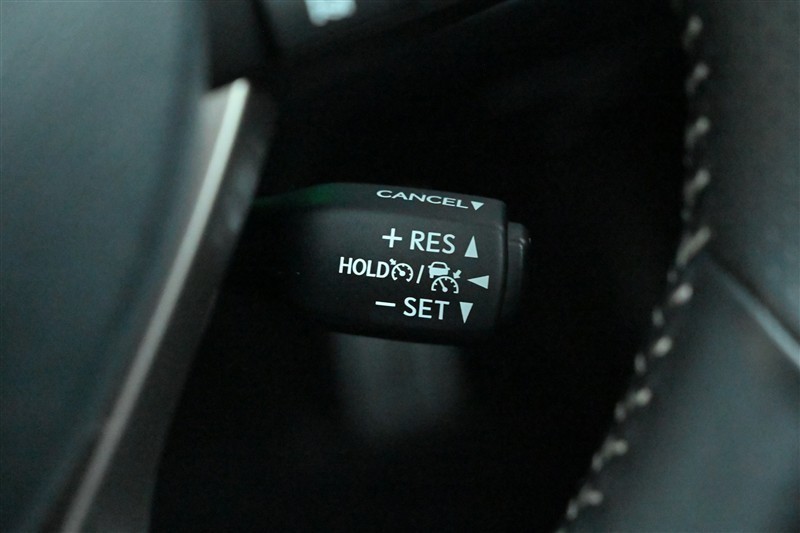 CANCEL▼
+ RES ▲
HOLD / ◀
− SET ▼